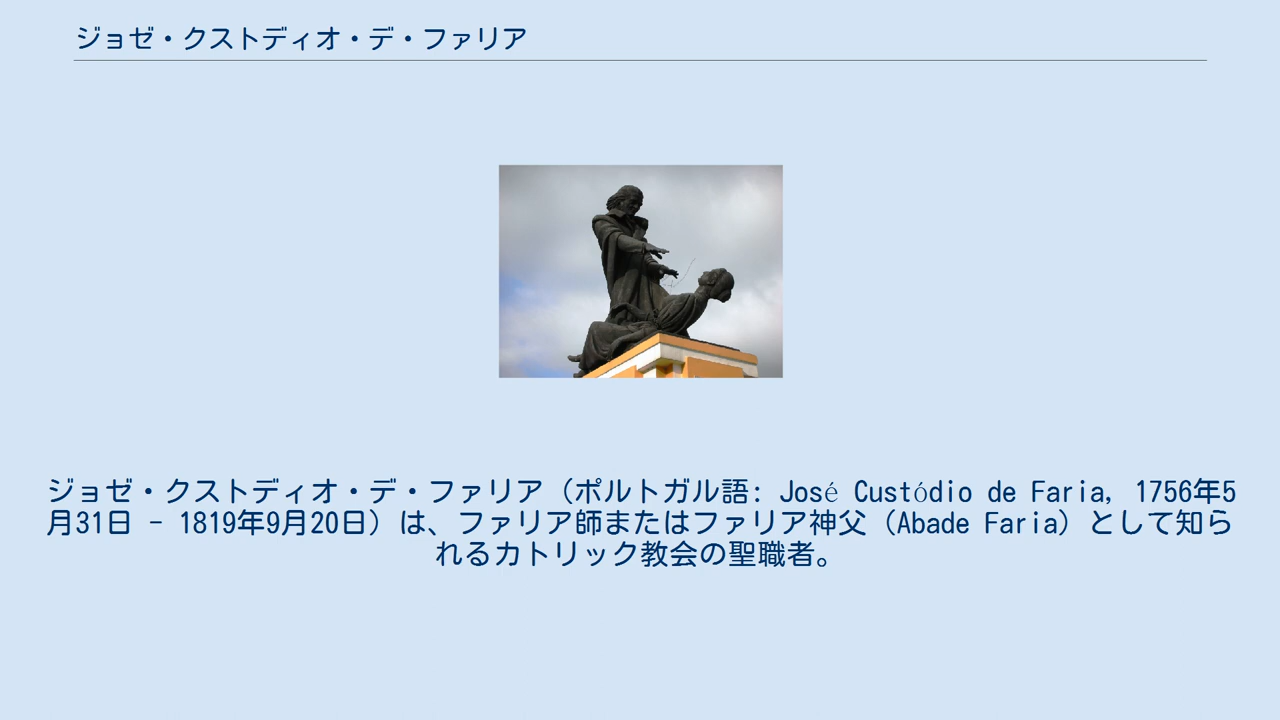 ジョゼ・クストディオ・デ・ファリア
ジョゼ・クストディオ・デ・ファリア（ポルトガル語: José Custódio de Faria, 1756年5
月31日 - 1819年9月20日）は、ファリア師またはファリア神父（Abade Faria）として知ら
れるカトリック教会の聖職者。